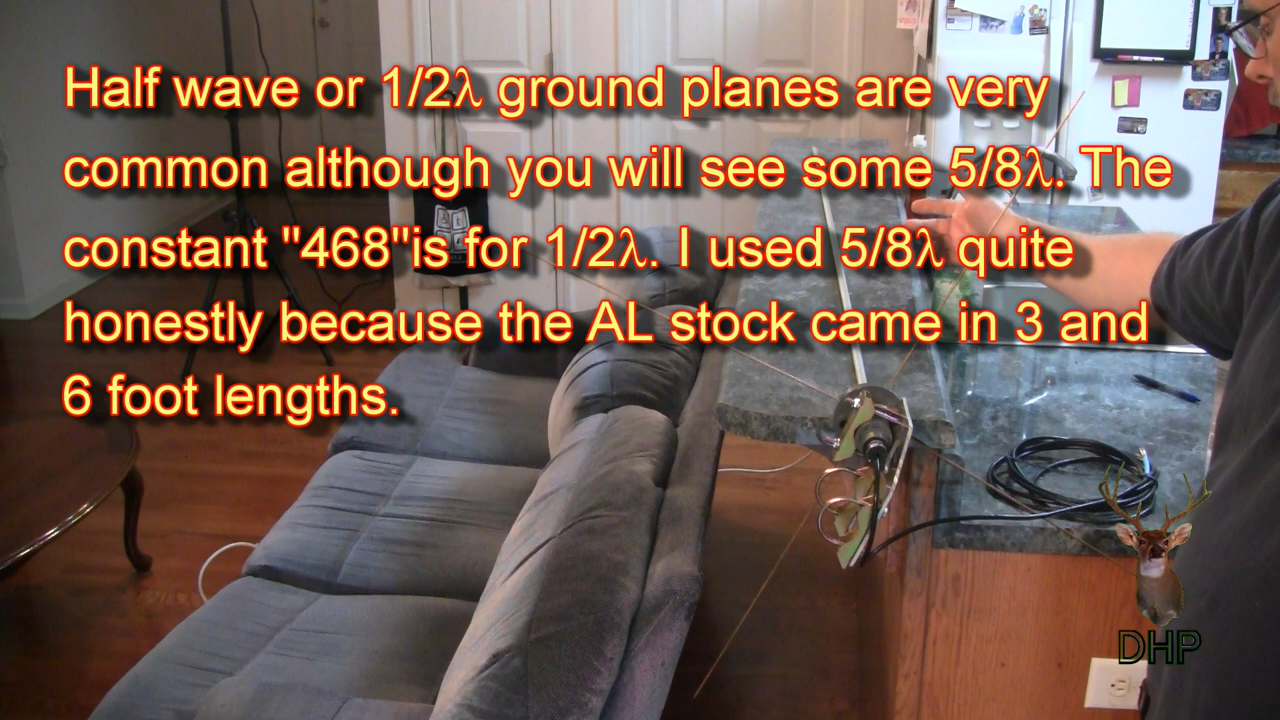 Half wave or 1/2λ ground planes are very
common although you will see some 5/8λ. The
constant "468"is for 1/2λ. I used 5/8λ quite
honestly because the AL stock came in 3 and
6 foot lengths.
DHP